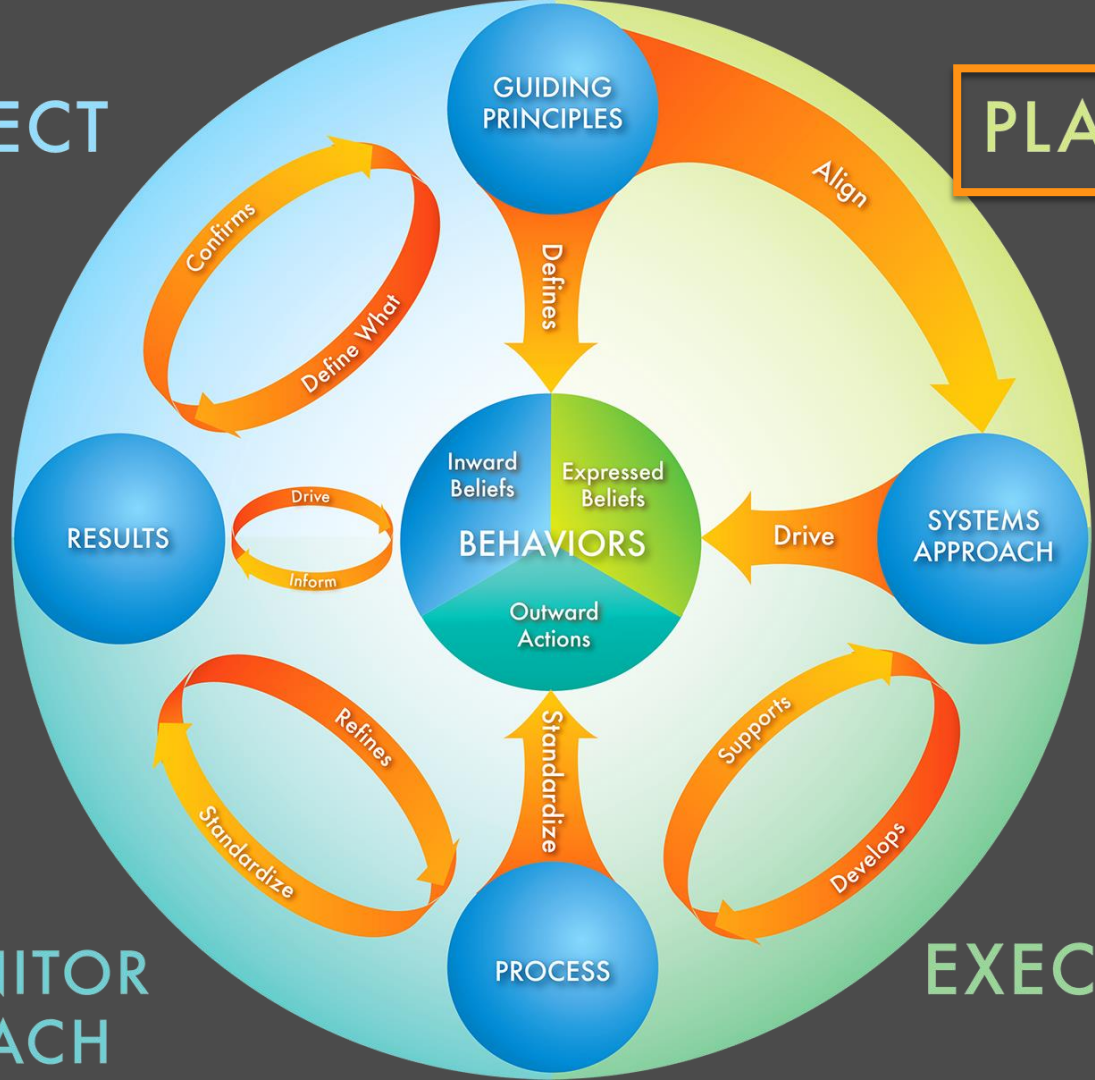 ECT
GUIDING
PRINCIPLES
PLA
Align
Confirms
Defines
Define What
Inward
Beliefs
Expressed
Beliefs
BEHAVIORS
Outward
Actions
RESULTS
Drive
Inform
Drive
SYSTEMS
APPROACH
Refines
Standardize
Standardize
Supports
Develops
PROCESS
NITOR
ACH
EXEC